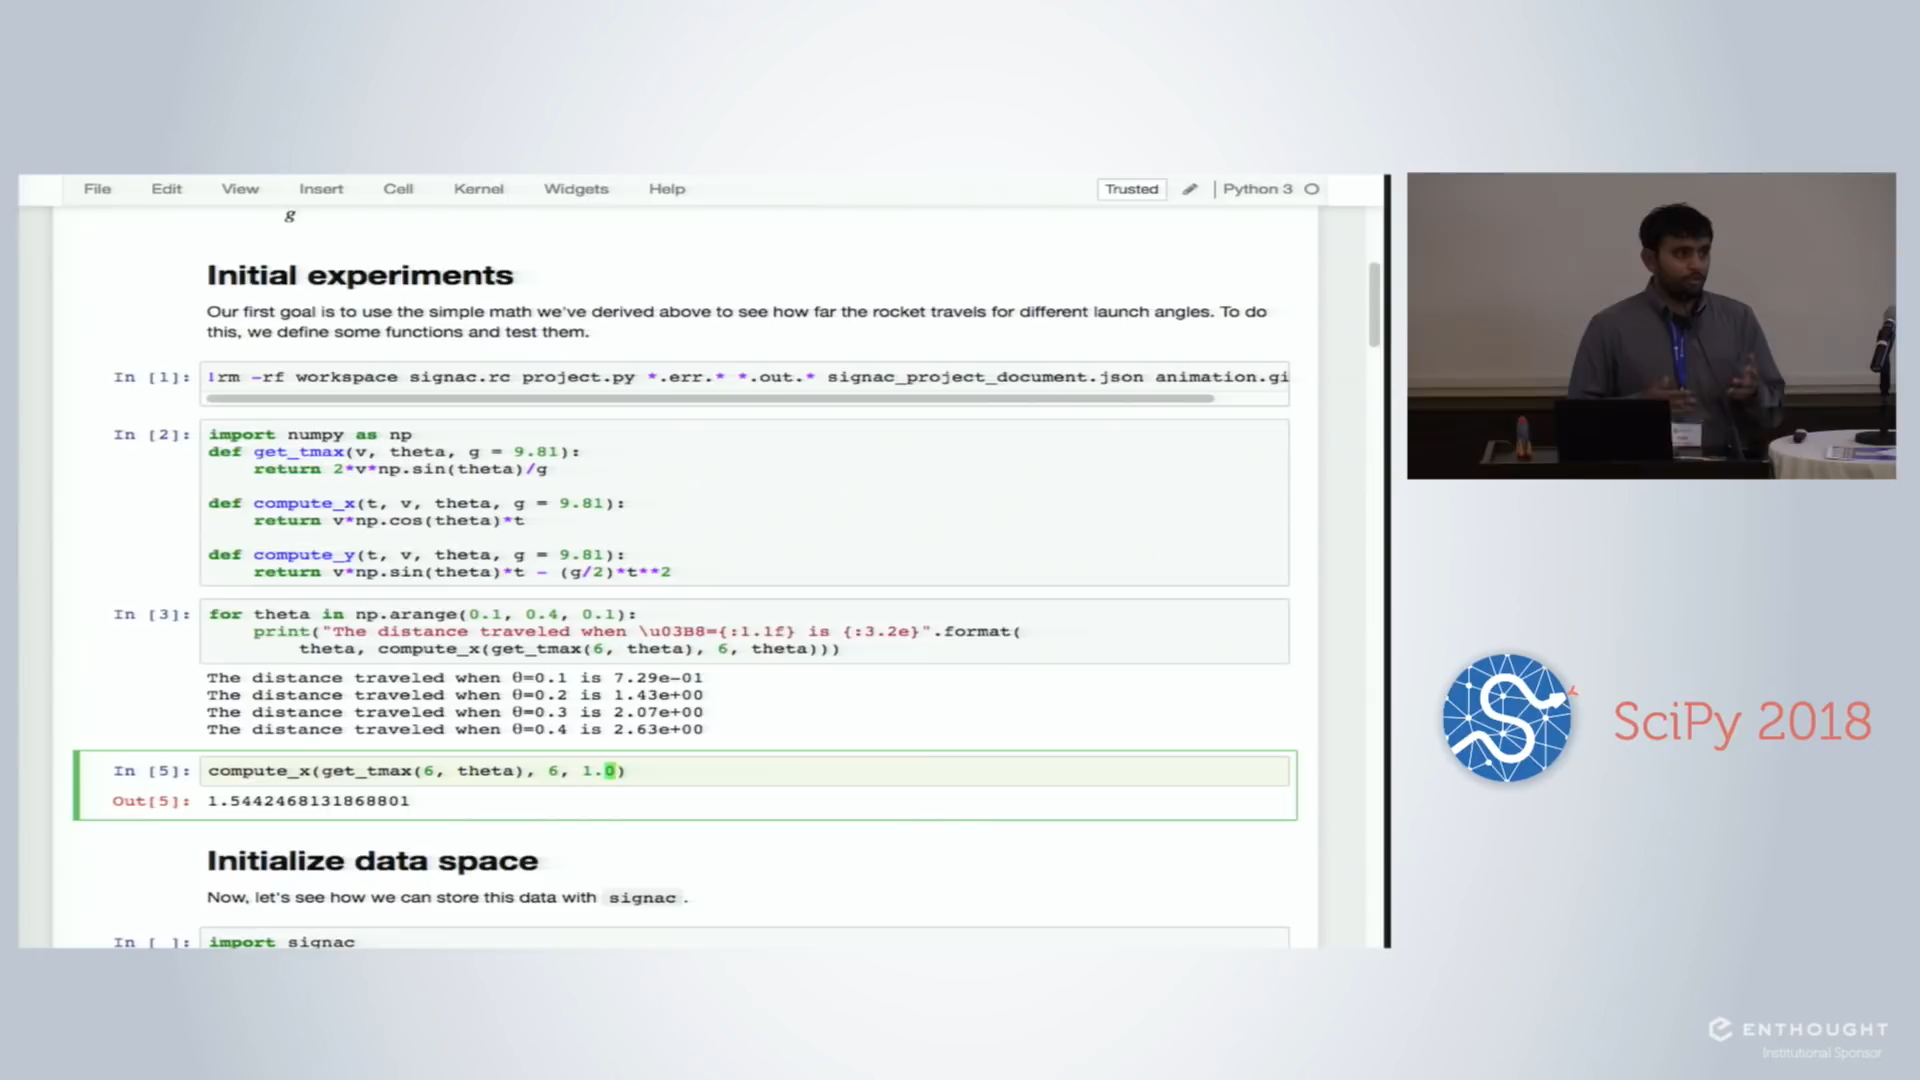 File Edit View Insert Cell Kernel Widgets Help Trusted Python 3
g
Initial experiments
Our first goal is to use the simple math we've derived above to see how far the rocket travels for different launch angles. To do
this, we define some functions and test them.
In [1]: !rm -rf workspace signac.rc project.py *.err.* *.out.* signac_project_document.json animation.gi
In [2]: import numpy as np
def get_tmax(v, theta, g = 9.81):
return 2*v*np.sin(theta)/g
def compute_x(t, v, theta, g = 9.81):
return v*np.cos(theta)*t
def compute_y(t, v, theta, g = 9.81):
return v*np.sin(theta)*t - (g/2)*t**2
In [3]: for theta in np.arange(0.1, 0.4, 0.1):
print("The distance traveled when \u03B8={:1.1f} is {:3.2e}".format(
theta, compute_x(get_tmax(6, theta), 6, theta)))
The distance traveled when θ=0.1 is 7.29e-01
The distance traveled when θ=0.2 is 1.43e+00
The distance traveled when θ=0.3 is 2.07e+00
The distance traveled when θ=0.4 is 2.63e+00
In [5]: compute_x(get_tmax(6, theta), 6, 1.0)
Out[5]: 1.5442468131868801
Initialize data space
Now, let's see how we can store this data with signac.
In [ ]: import signac
SciPy 2018
ENTHOUGHT
Institutional Sponsor